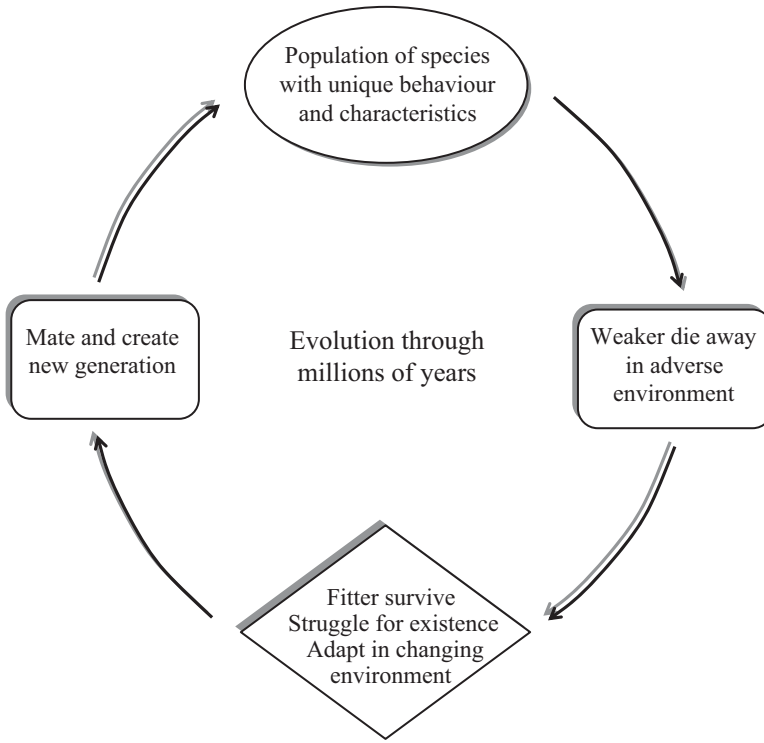 Population of species
with unique behaviour
and characteristics
Weaker die away
in adverse
environment
Fitter survive
Struggle for existence
Adapt in changing
environment
Mate and create
new generation
Evolution through
millions of years